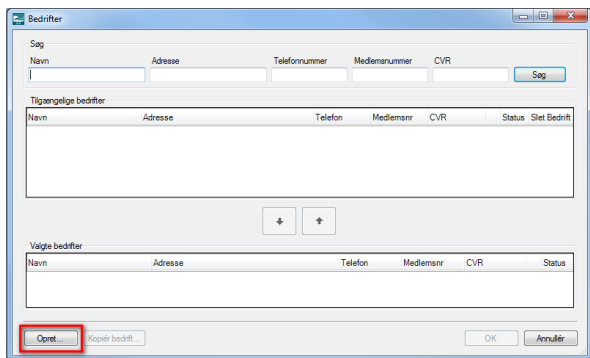 Bedrifter
Søg
Navn Adresse Telefonnummer Medlemsnummer CVR
Søg
Tilgængelige bedrifter
Navn Adresse Telefon Medlemsnr CVR Status Slet Bedrift
Valgte bedrifter
Navn Adresse Telefon Medlemsnr CVR Status
Opret... Kopiér bedrift... OK Annullér